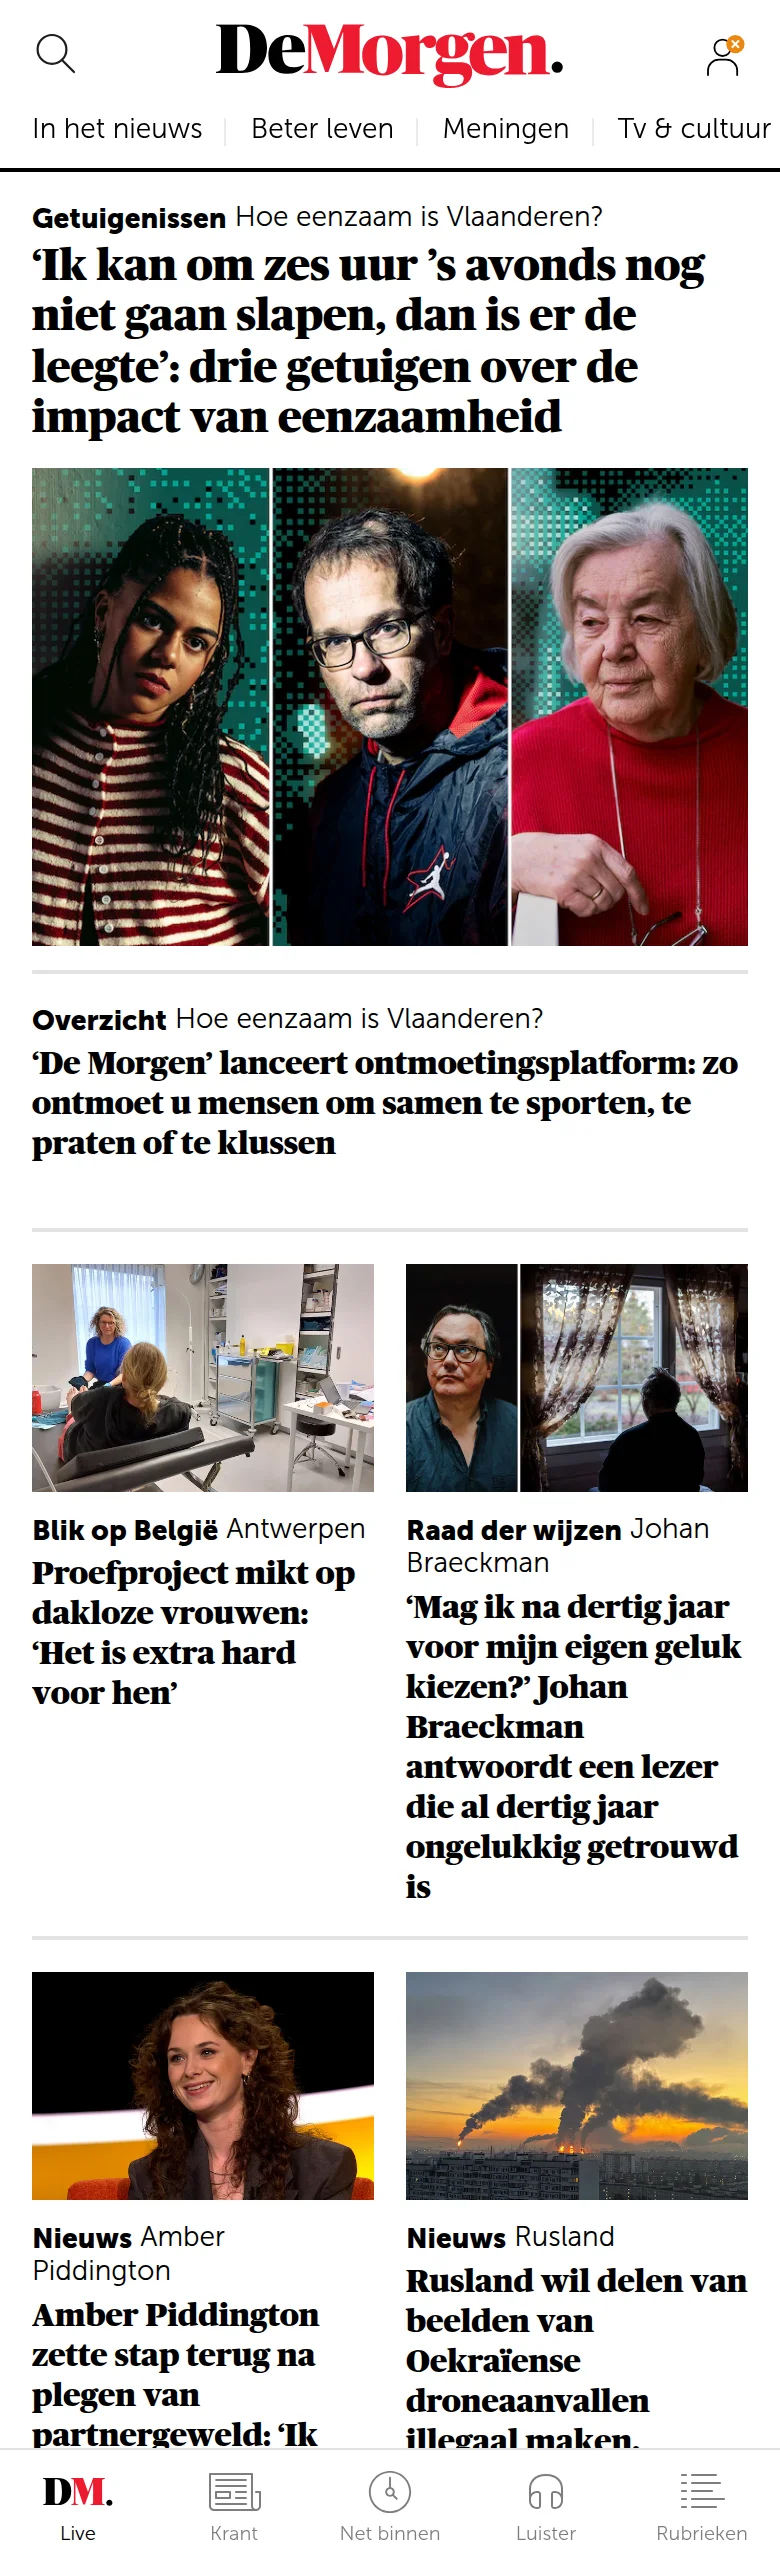 DeMorgen.
In het nieuws
Beter leven
Meningen
Tv & cultuur
Getuigenissen Hoe eenzaam is Vlaanderen?
‘Ik kan om zes uur ’s avonds nog
niet gaan slapen, dan is er de
leegte’: drie getuigen over de
impact van eenzaamheid
Overzicht Hoe eenzaam is Vlaanderen?
‘De Morgen’ lanceert ontmoetingsplatform: zo
ontmoet u mensen om samen te sporten, te
praten of te klussen
Blik op België Antwerpen
Proefproject mikt op
dakloze vrouwen:
‘Het is extra hard
voor hen’
Raad der wijzen Johan
Braeckman
‘Mag ik na dertig jaar
voor mijn eigen geluk
kiezen?’ Johan
Braeckman
antwoordt een lezer
die al dertig jaar
ongelukkig getrouwd
is
Nieuws Amber
Piddington
Amber Piddington
zette stap terug na
plegen van
partnergeweld: ‘Ik
Nieuws Rusland
Rusland wil delen van
beelden van
Oekraïense
droneaanvallen
illegaal maken,
DM.
Live
Krant
Net binnen
Luister
Rubrieken